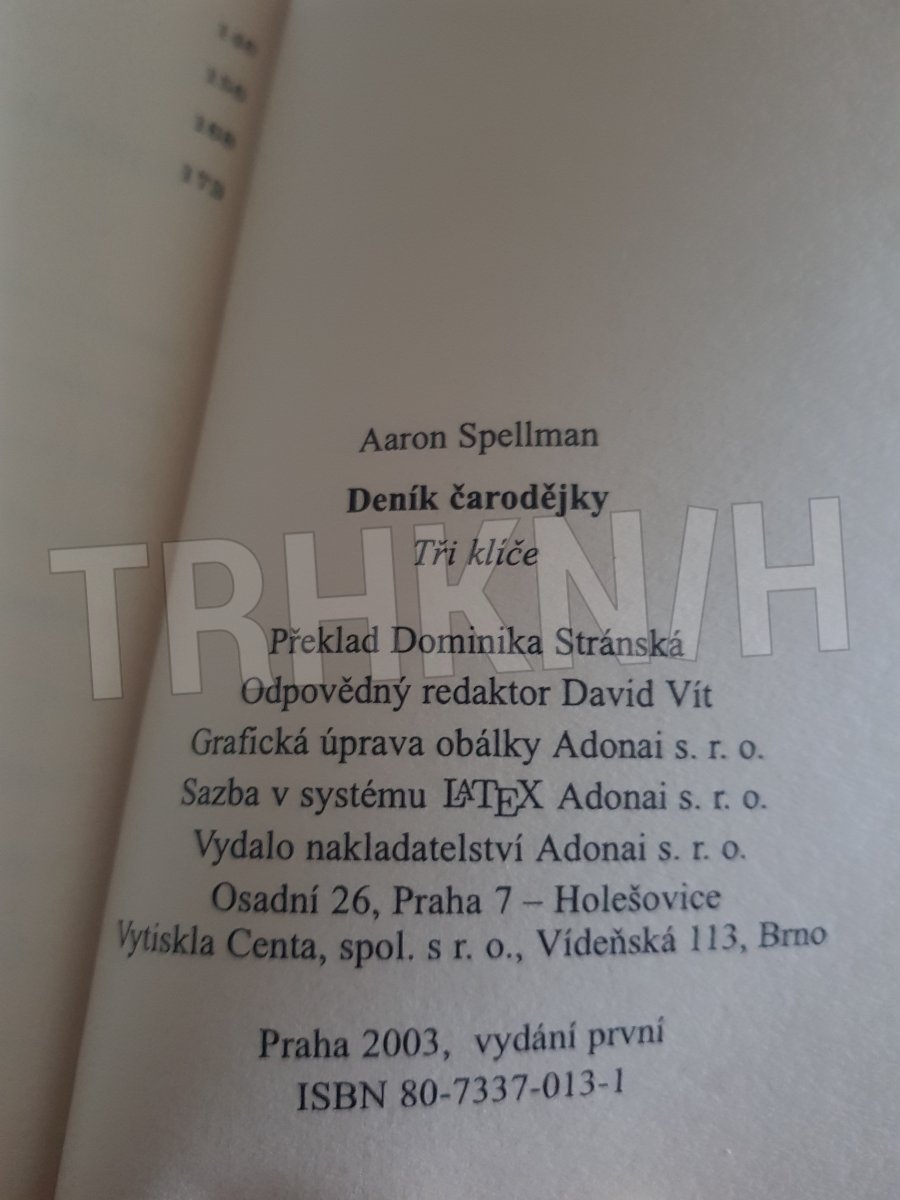 173
Aaron Spellman
Deník čarodějky
Tři klíče
TRHKN/H
Překlad Dominika Stránská
Odpovědný redaktor David Vít
Grafická úprava obálky Adonai s. r. o.
Sazba v systému LATEX Adonai s. r. o.
Vydalo nakladatelství Adonai s. r. o.
Osadní 26, Praha 7 – Holešovice
Vytiskla Centa, spol. s r. o., Vídeňská 113, Brno
Praha 2003, vydání první
ISBN 80-7337-013-1